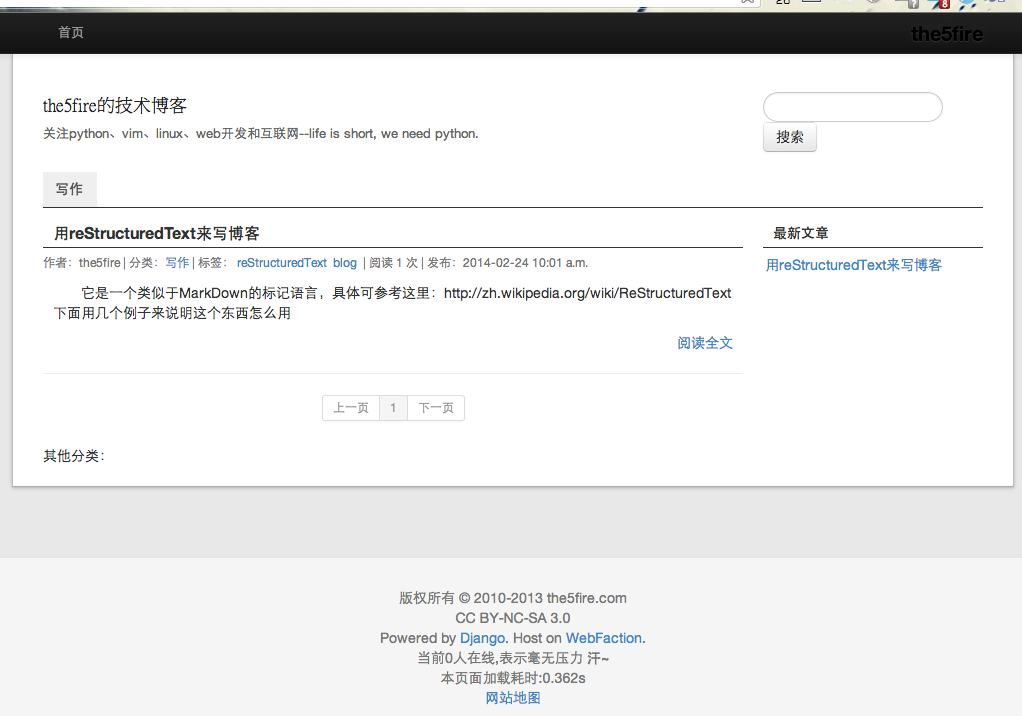 首页
the5fire
the5fire的技术博客
关注python、vim、linux、web开发和互联网--life is short, we need python.
搜索
写作
用reStructuredText来写博客
作者：the5fire | 分类：写作 | 标签： reStructuredText blog | 阅读 1 次 | 发布：2014-02-24 10:01 a.m.
它是一个类似于MarkDown的标记语言，具体可参考这里：http://zh.wikipedia.org/wiki/ReStructuredText
下面用几个例子来说明这个东西怎么用
阅读全文
上一页 1 下一页
其他分类：
最新文章
用reStructuredText来写博客
版权所有 © 2010-2013 the5fire.com
CC BY-NC-SA 3.0
Powered by Django. Host on WebFaction.
当前0人在线,表示毫无压力 汗~
本页面加载耗时:0.362s
网站地图